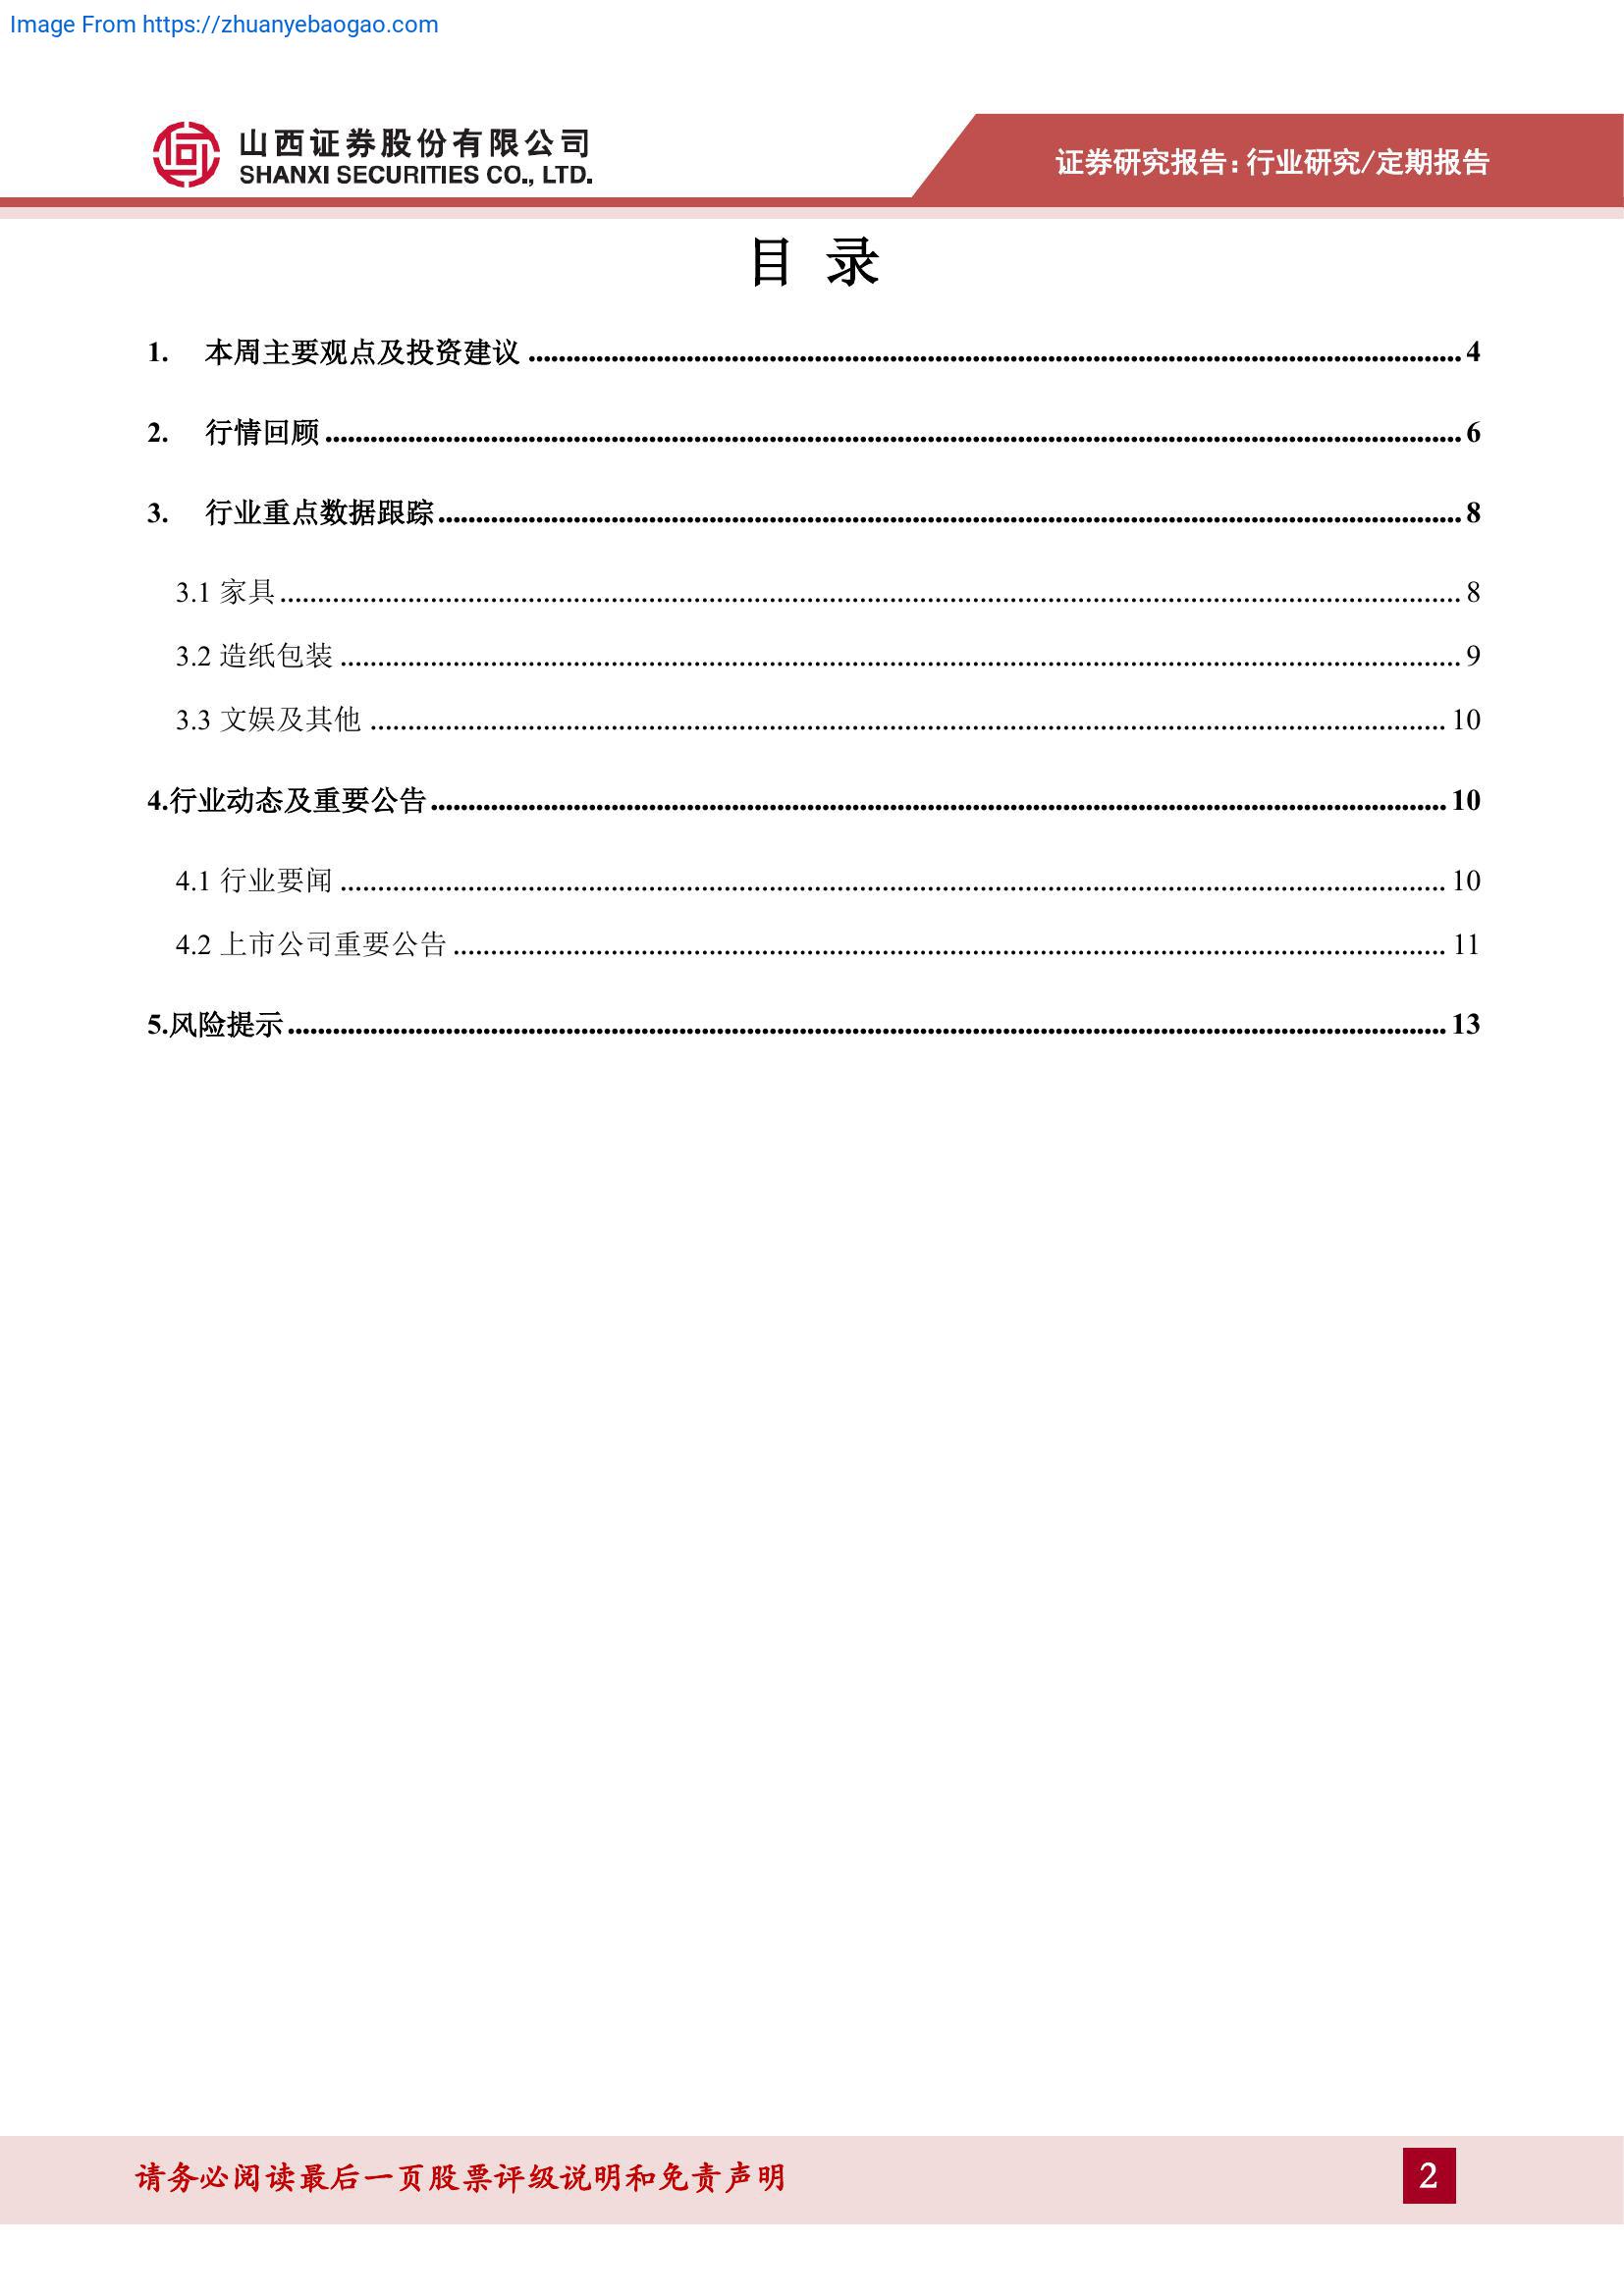 Image From https://zhuanyebaogao.com
山西证券股份有限公司
SHANXI SECURITIES CO., LTD.
证券研究报告：行业研究/定期报告
目 录
1. 本周主要观点及投资建议 4
2. 行情回顾 6
3. 行业重点数据跟踪 8
3.1 家具 8
3.2 造纸包装 9
3.3 文娱及其他 10
4.行业动态及重要公告 10
4.1 行业要闻 10
4.2 上市公司重要公告 11
5.风险提示 13
请务必阅读最后一页股票评级说明和免责声明
2